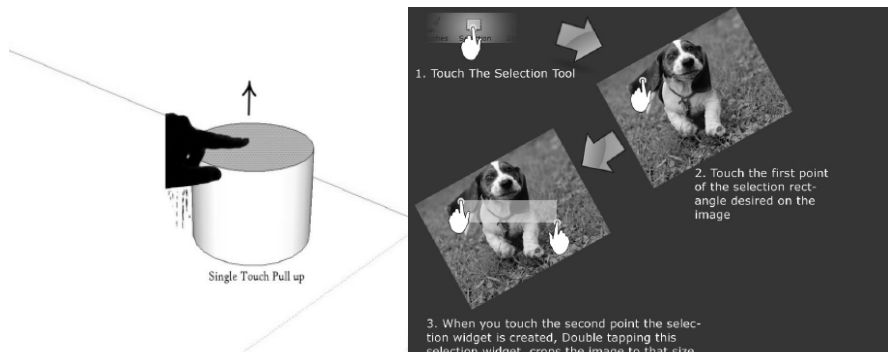 Single Touch Pull up
Selection
1. Touch The Selection Tool
2. Touch the first point
of the selection rect-
angle desired on the
image
3. When you touch the second point the selec-
tion widget is created, Double tapping this
selection widget, crops the image to that size